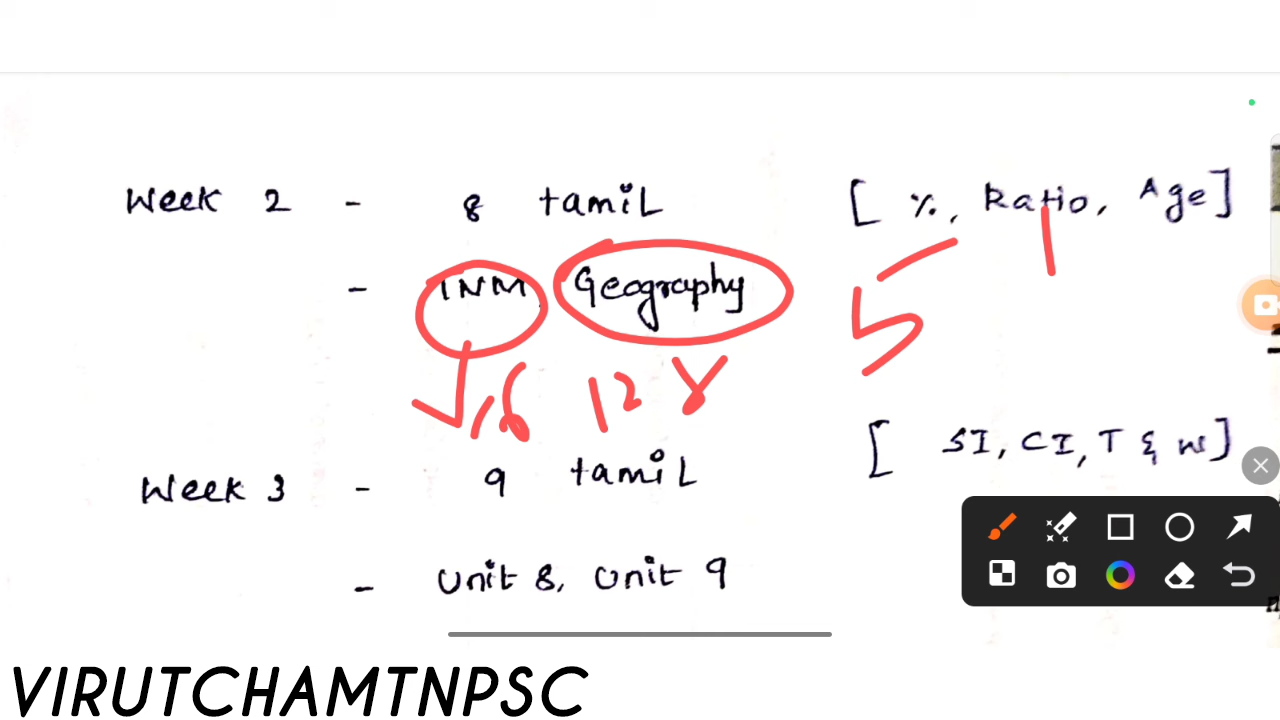 Week 2 - 8 tamil [ %, Ratio, Age]
- INM, Geography
5
16 12
Week 3 - 9 tamil [ SI, CI, T & W]
- Unit 8, Unit 9
VIRUTCHAMTNPSC